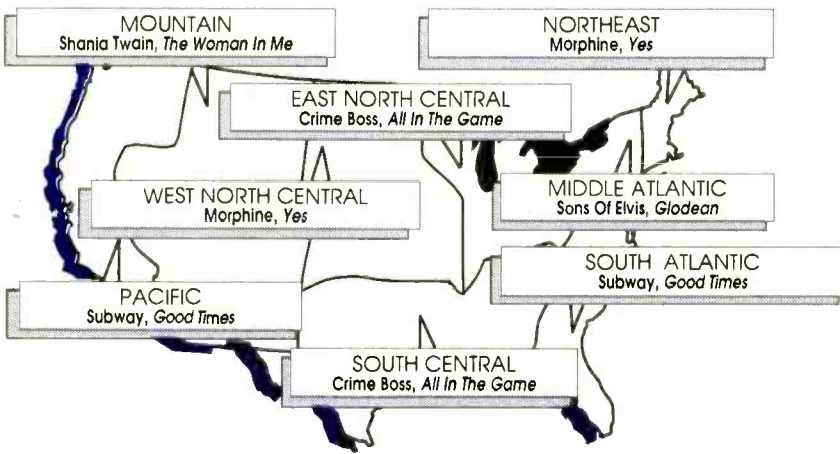 MOUNTAIN
Shania Twain, The Woman In Me
NORTHEAST
Morphine, Yes
EAST NORTH CENTRAL
Crime Boss, All In The Game
WEST NORTH CENTRAL
Morphine, Yes
MIDDLE ATLANTIC
Sons Of Elvis, Glodean
SOUTH ATLANTIC
Subway, Good Times
PACIFIC
Subway, Good Times
SOUTH CENTRAL
Crime Boss, All In The Game